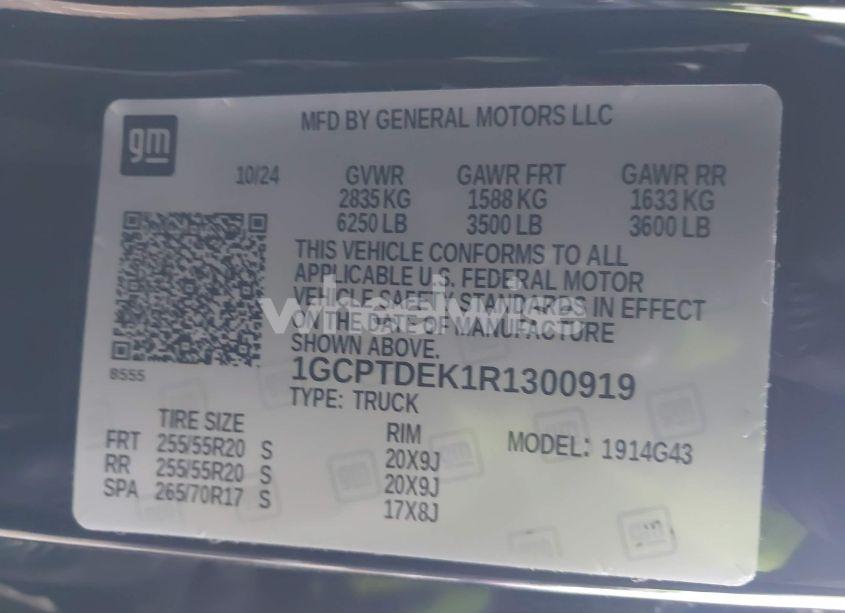 gm
MFD BY GENERAL MOTORS LLC
10/24 GVWR GAWR FRT GAWR RR
2835 KG 1588 KG 1633 KG
6250 LB 3500 LB 3600 LB
THIS VEHICLE CONFORMS TO ALL
APPLICABLE U.S. FEDERAL MOTOR
VEHICLE SAFETY STANDARDS IN EFFECT
ON THE DATE OF MANUFACTURE
SHOWN ABOVE.
8555
1GCPTDEK1R1300919
TYPE: TRUCK
TIRE SIZE RIM MODEL: 1914G43
FRT 255/55R20 S 20X9J
RR 255/55R20 S 20X9J
SPA 265/70R17 S 17X8J
wheelwise